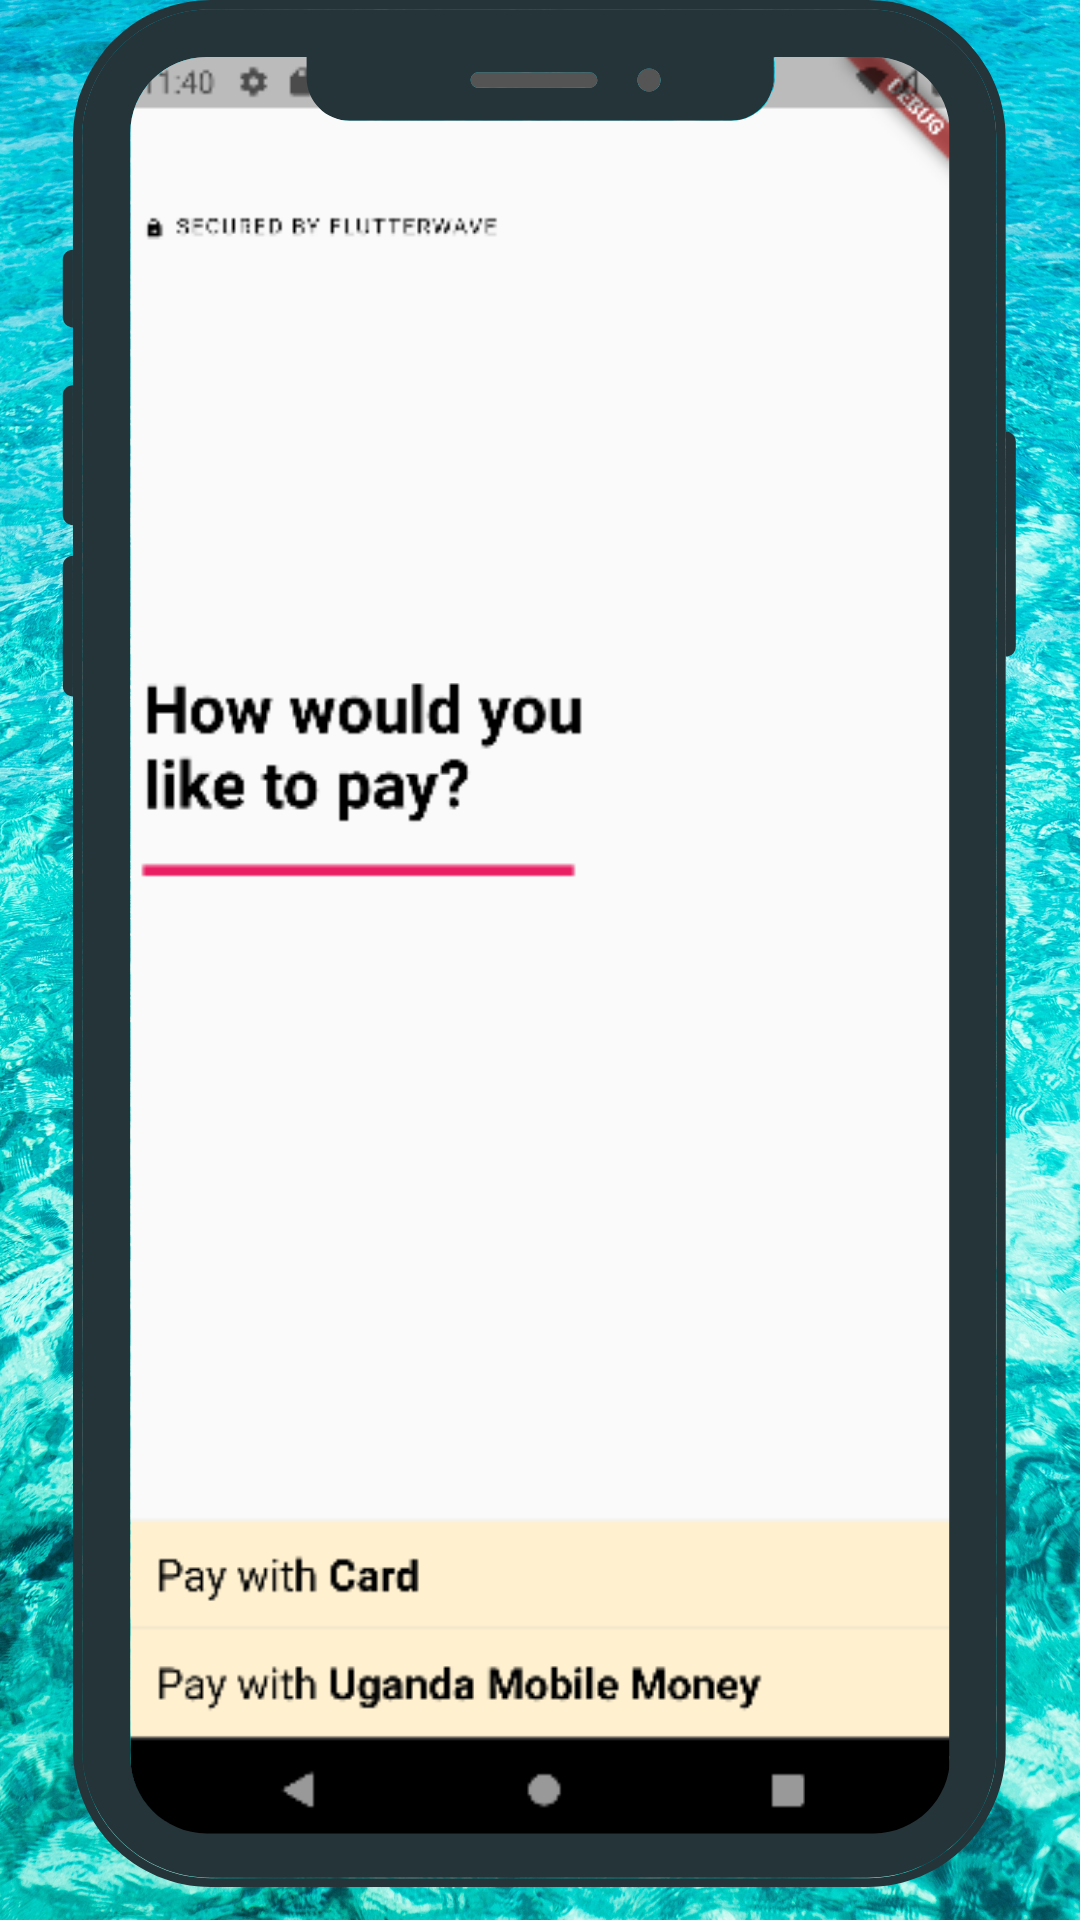 11:40
DEBUG
SECURED BY FLUTTERWAVE
How would you
like to pay?
Pay with Card
Pay with Uganda Mobile Money